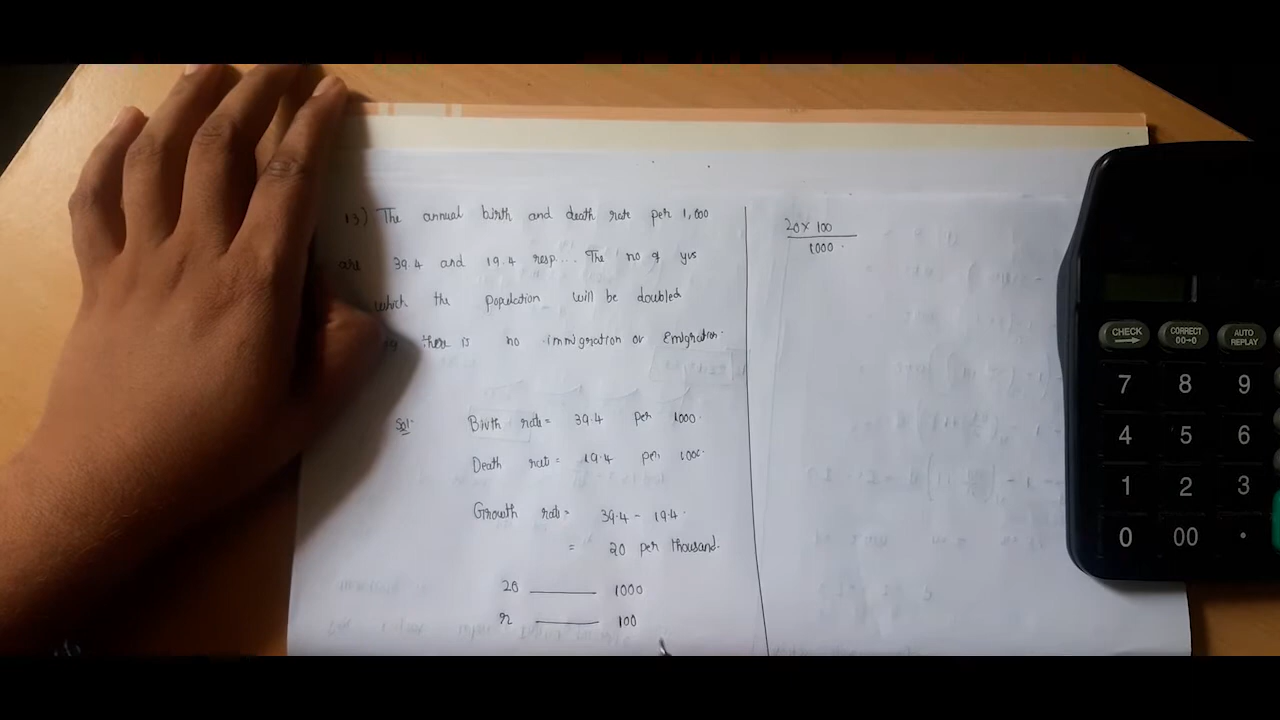 13) The annual birth and death rate per 1,000
are 39.4 and 19.4 resp... The no of yrs
which the population will be doubled
there is no immigration or Emigration.
Sol:
Birth rate = 39.4 per 1000.
Death rate = 19.4 per 1000.
Growth rate = 39.4 - 19.4.
= 20 per thousand.
20 —— 1000
x —— 100
20 × 100
1000.
CHECK
CORRECT
00→0
AUTO
REPLAY
7 8 9
4 5 6
1 2 3
0 00 .